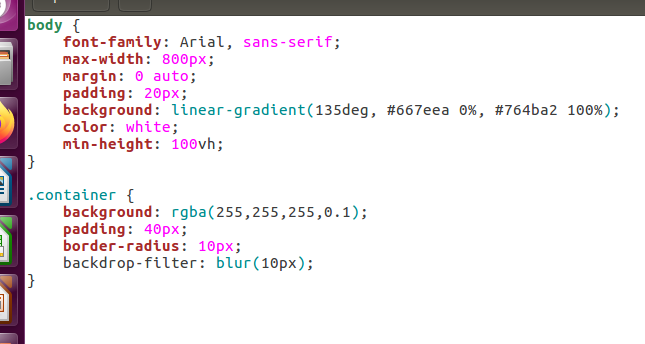 body {
    font-family: Arial, sans-serif;
    max-width: 800px;
    margin: 0 auto;
    padding: 20px;
    background: linear-gradient(135deg, #667eea 0%, #764ba2 100%);
    color: white;
    min-height: 100vh;
}

.container {
    background: rgba(255,255,255,0.1);
    padding: 40px;
    border-radius: 10px;
    backdrop-filter: blur(10px);
}